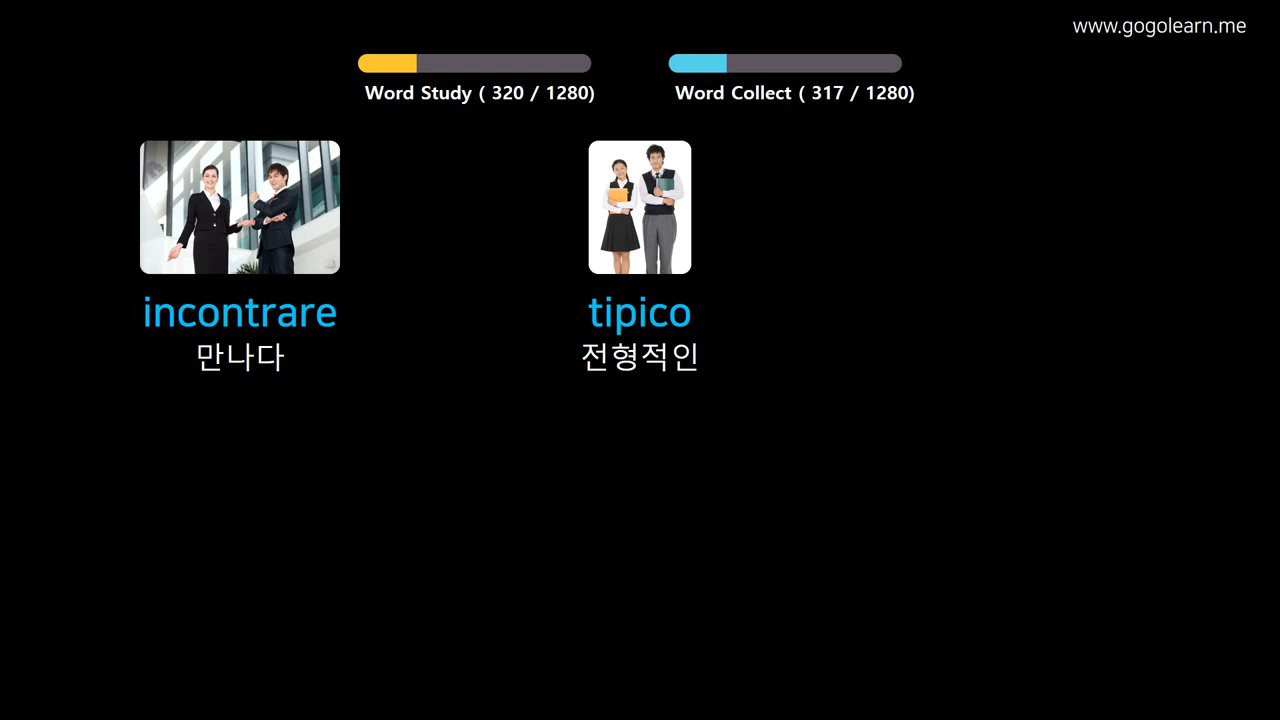 www.gogolearn.me
Word Study ( 320 / 1280)
Word Collect ( 317 / 1280)
incontrare
만나다
tipico
전형적인